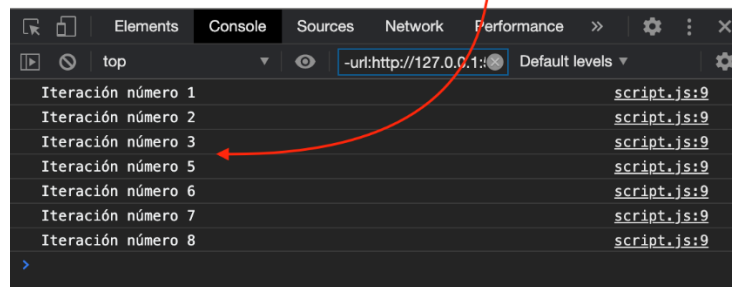 Elements Console Sources Network Performance »
top -url:http://127.0.0.1: Default levels
Iteración número 1 script.js:9
Iteración número 2 script.js:9
Iteración número 3 script.js:9
Iteración número 5 script.js:9
Iteración número 6 script.js:9
Iteración número 7 script.js:9
Iteración número 8 script.js:9
>